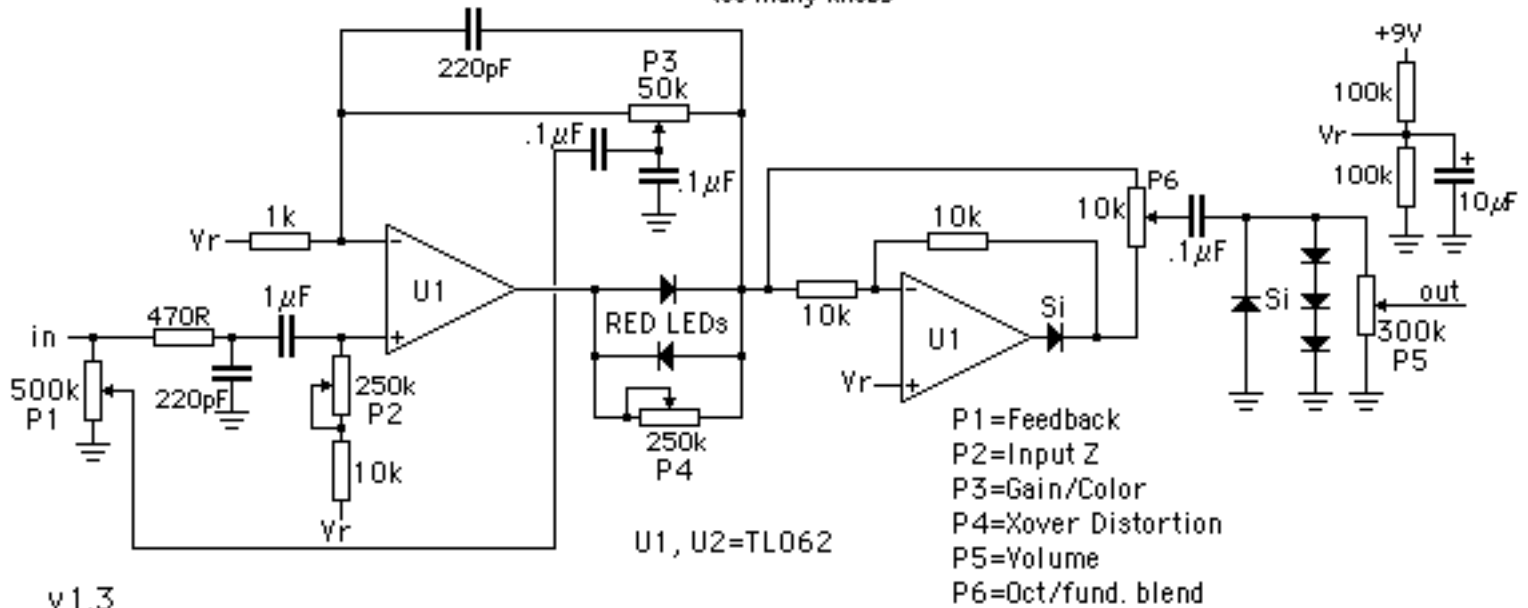 too many knobs
+9V
220pF
P3
50k
100k
.1µF
Vr
.1µF
100k
+
10µF
P6
10k
10k
.1µF
1k
Vr
−
U1
+
1µF
470R
in
500k
P1
220pF
250k
P2
10k
Vr
RED LEDs
250k
P4
10k
−
U1
+
Vr
Si
Si
out
300k
P5
U1, U2=TL062
P1=Feedback
P2=Input Z
P3=Gain/Color
P4=Xover Distortion
P5=Volume
P6=Oct/fund. blend
v1.3